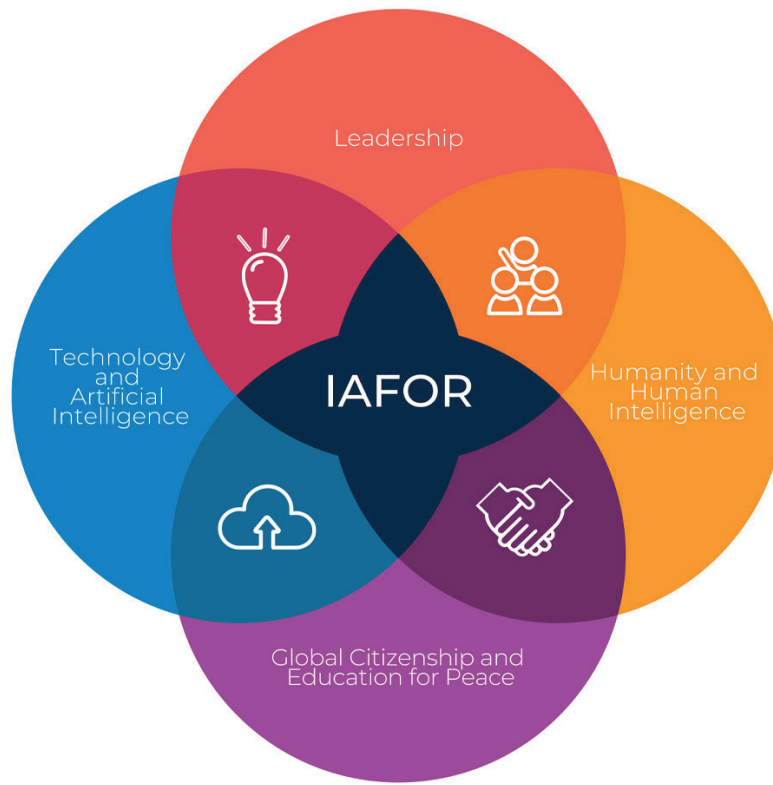 Leadership
Technology
and
Artificial
Intelligence
IAFOR
Humanity and
Human
Intelligence
Global Citizenship and
Education for Peace